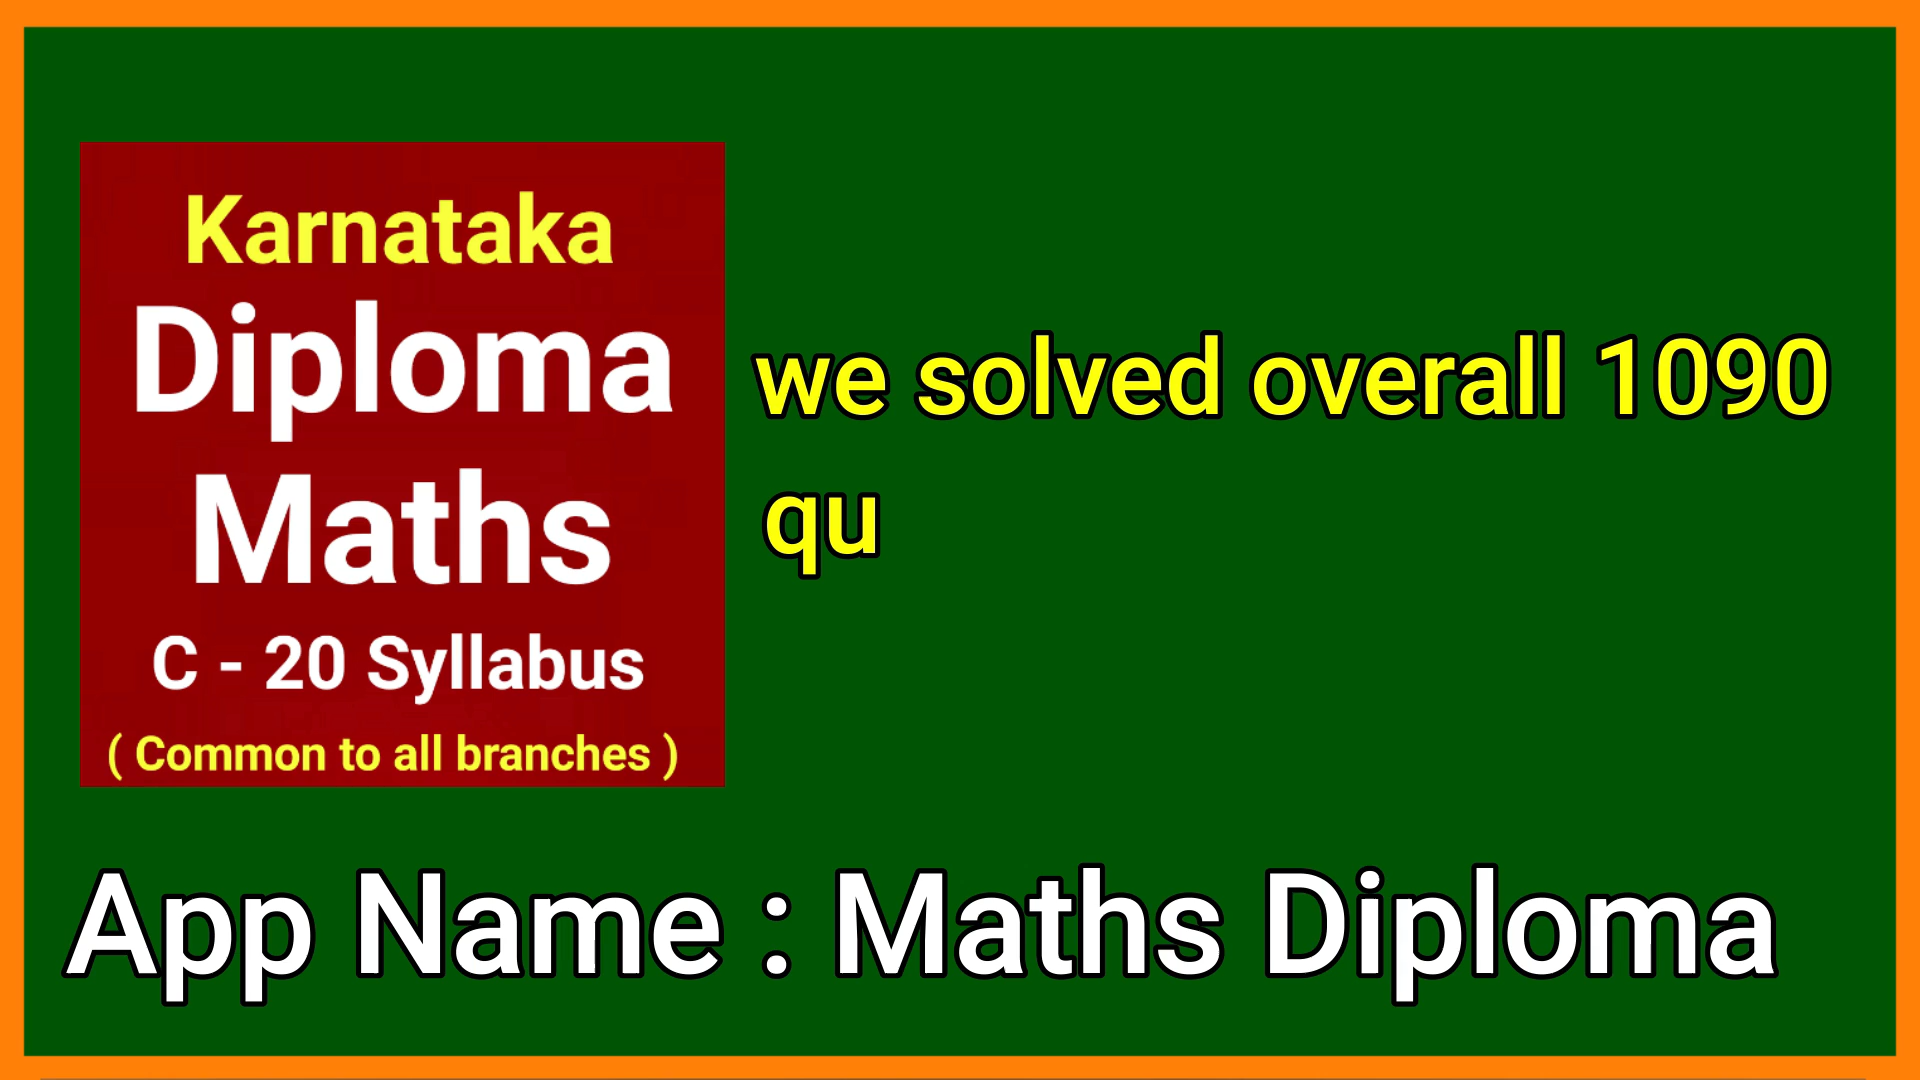 Karnataka
Diploma
Maths
C - 20 Syllabus
( Common to all branches )
we solved overall 1090
qu
App Name : Maths Diploma